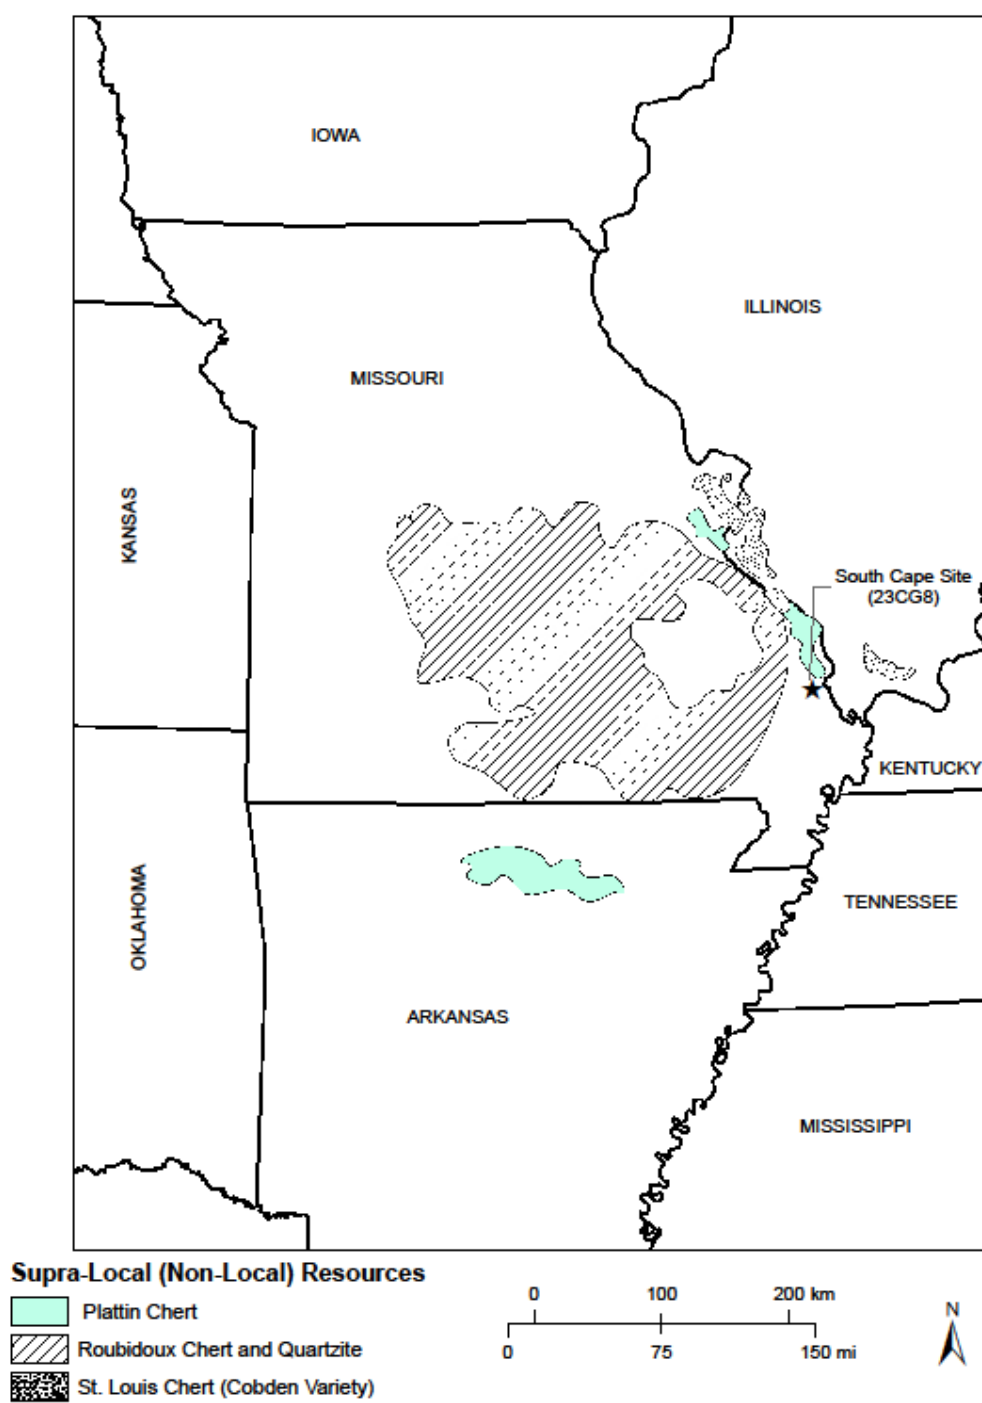 IOWA
ILLINOIS
MISSOURI
KANSAS
South Cape Site
(23CG8)
KENTUCKY
OKLAHOMA
TENNESSEE
ARKANSAS
MISSISSIPPI
Supra-Local (Non-Local) Resources
Plattin Chert
Roubidoux Chert and Quartzite
St. Louis Chert (Cobden Variety)
0 100 200 km
0 75 150 mi
N